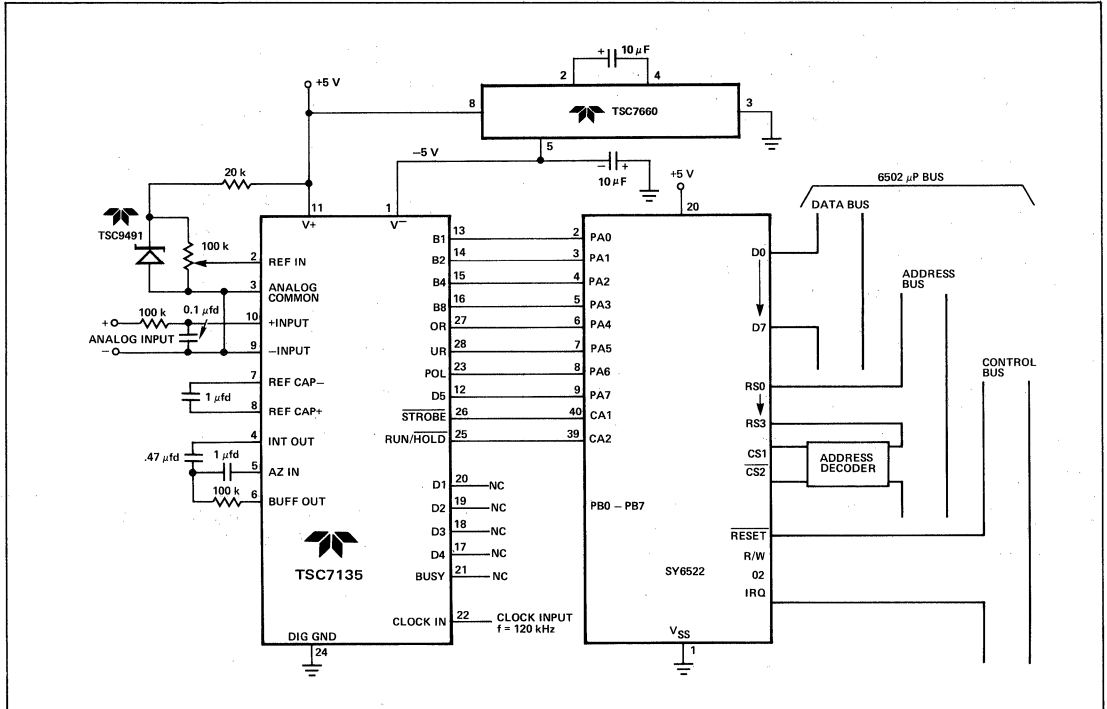 +5 V
+ 10 μF
2
4
8
TSC7660
3
5
−5 V
− +
10 μF
+5 V
20
6502 μP BUS
DATA BUS
ADDRESS BUS
CONTROL BUS
20 k
TSC9491
100 k
11
V+
1
V−
2 REF IN
3 ANALOG COMMON
0.1 μfd
+ 100 k
10 +INPUT
ANALOG INPUT
−
9 −INPUT
7 REF CAP−
1 μfd
8 REF CAP+
4 INT OUT
.47 μfd
1 μfd
5 AZ IN
100 k
6 BUFF OUT
TSC7135
DIG GND
24
B1 13
B2 14
B4 15
B8 16
OR 27
UR 28
POL 23
D5 12
STROBE 26
RUN/HOLD 25
D1 20 NC
D2 19 NC
D3 18 NC
D4 17 NC
BUSY 21 NC
CLOCK IN 22 CLOCK INPUT
f = 120 kHz
2 PA0
3 PA1
4 PA2
5 PA3
6 PA4
7 PA5
8 PA6
9 PA7
40 CA1
39 CA2
PB0 − PB7
SY6522
VSS
1
D0
D7
RS0
RS3
CS1
CS2
ADDRESS DECODER
RESET
R/W
02
IRQ